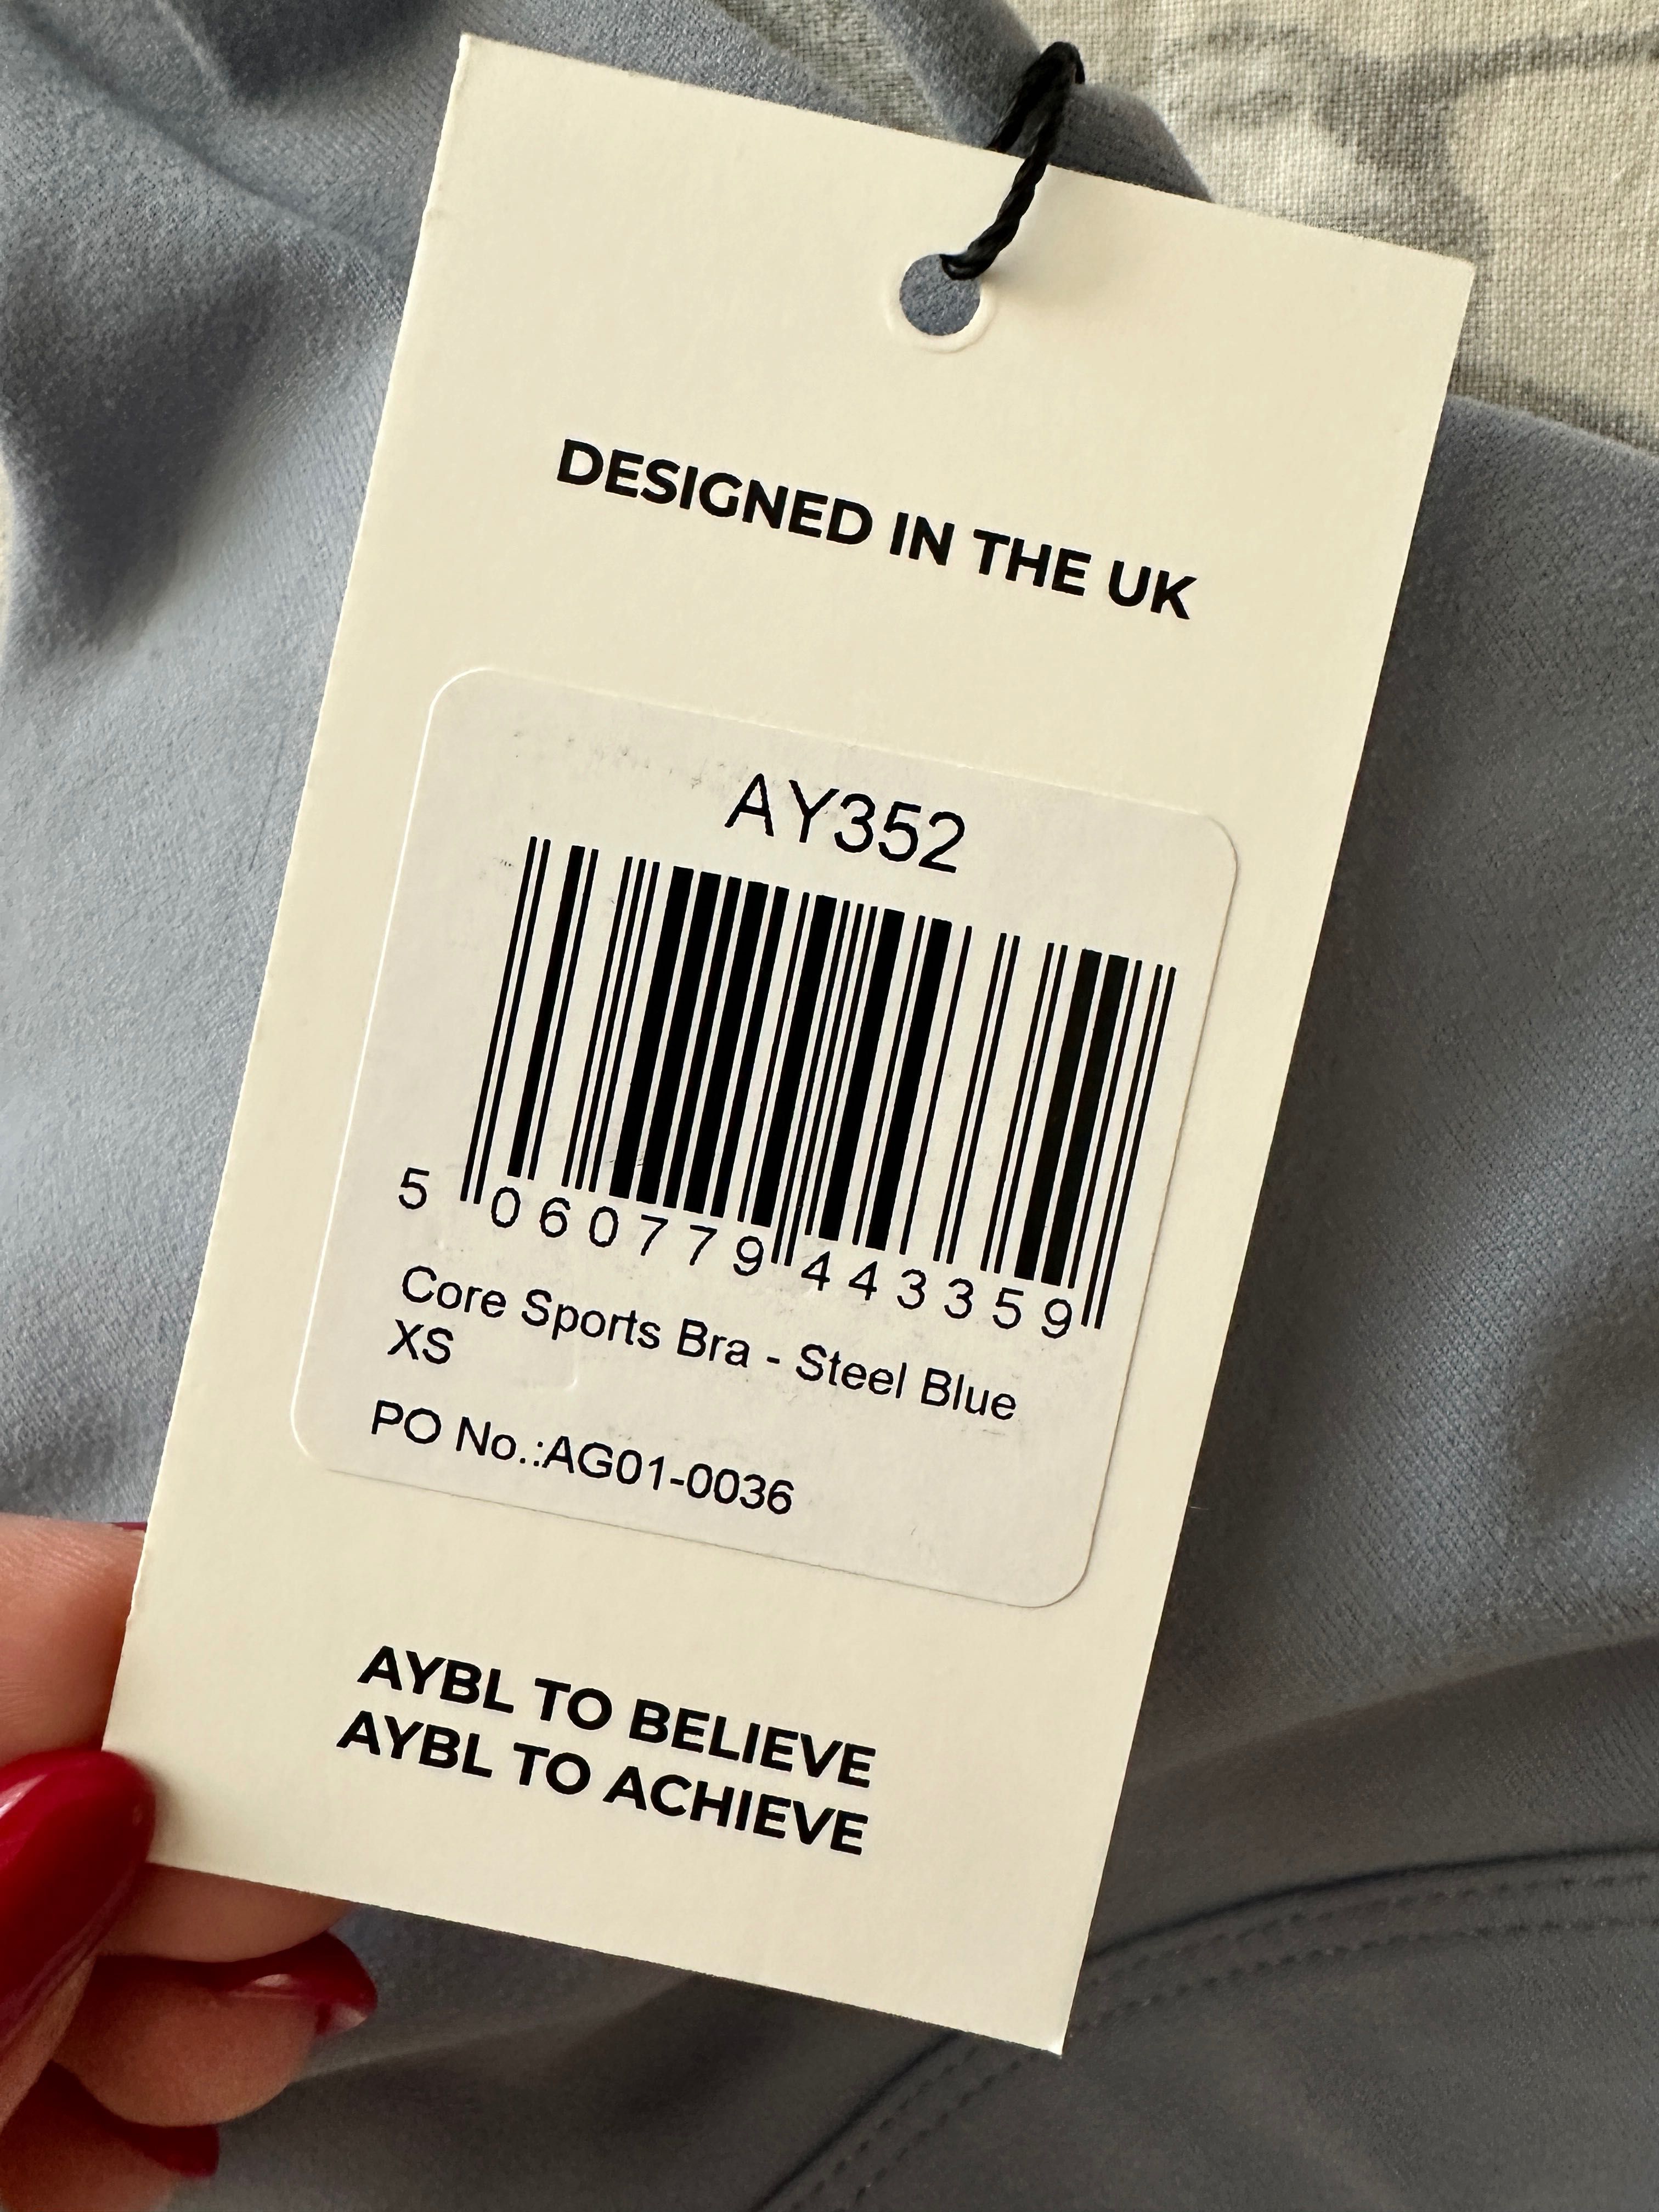 DESIGNED IN THE UK
AY352
5 060779 443359
Core Sports Bra - Steel Blue
XS
PO No.:AG01-0036
AYBL TO BELIEVE
AYBL TO ACHIEVE